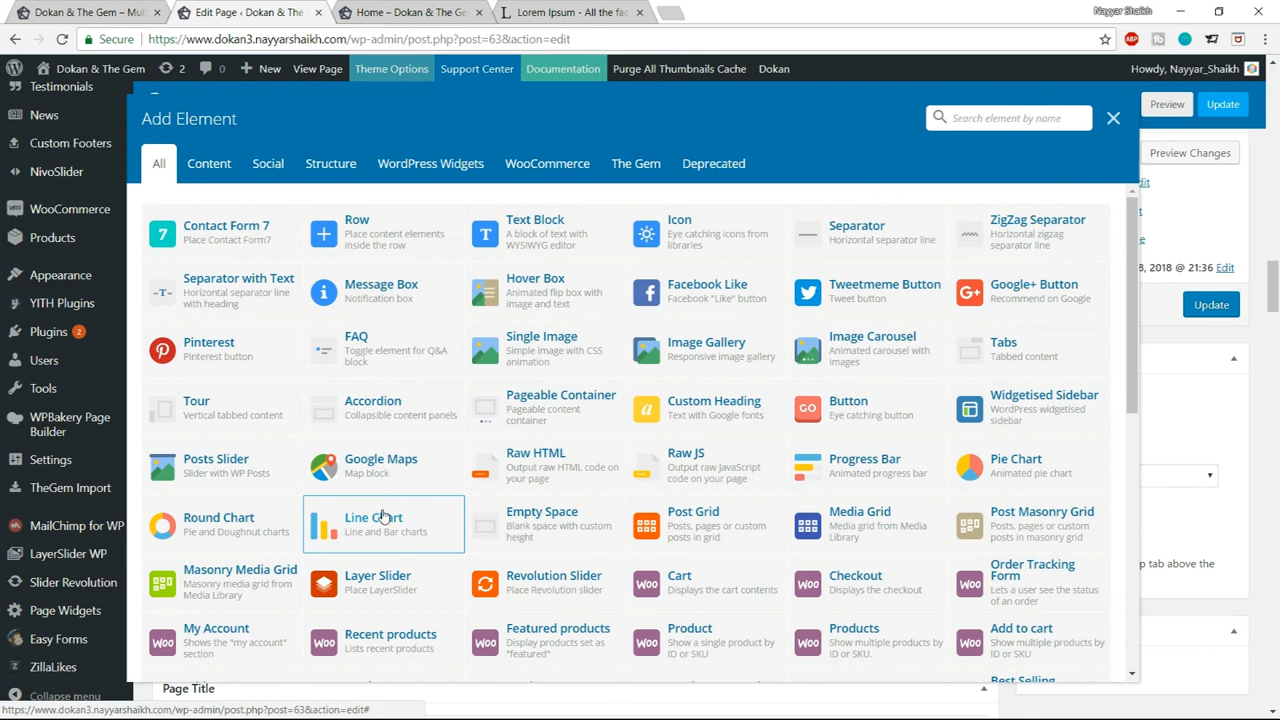 Dokan & The Gem – Mult
Edit Page ‹ Dokan & The
Home – Dokan & The Ge
Lorem Ipsum - All the fac
Nayyar Shaikh
Secure
https://www.dokan3.nayyarshaikh.com/wp-admin/post.php?post=63&action=edit
ABP
Dokan & The Gem
2
0
New
View Page
Theme Options
Support Center
Documentation
Purge All Thumbnails Cache
Dokan
Howdy, Nayyar_Shaikh
Testimonials
News
Custom Footers
NivoSlider
WooCommerce
Products
Appearance
YITH Plugins
Plugins 2
Users
Tools
WPBakery Page
Builder
Settings
TheGem Import
MailChimp for WP
LayerSlider WP
Slider Revolution
Page Widgets
Easy Forms
ZillaLikes
Collapse menu
Add Element
Search element by name
Preview
Update
All
Content
Social
Structure
WordPress Widgets
WooCommerce
The Gem
Deprecated
Preview Changes
dit
8, 2018 @ 21:36 Edit
Update
p tab above the
7
Contact Form 7
Place Contact Form7
Row
Place content elements
inside the row
T
Text Block
A block of text with
WYSIWYG editor
Icon
Eye catching icons from
libraries
Separator
Horizontal separator line
ZigZag Separator
Horizontal zigzag
separator line
-T-
Separator with Text
Horizontal separator line
with heading
Message Box
Notification box
Hover Box
Animated flip box with
image and text
Facebook Like
Facebook "Like" button
Tweetmeme Button
Tweet button
G+
Google+ Button
Recommend on Google
Pinterest
Pinterest button
FAQ
Toggle element for Q&A
block
Single Image
Simple image with CSS
animation
Image Gallery
Responsive image gallery
Image Carousel
Animated carousel with
images
Tabs
Tabbed content
Tour
Vertical tabbed content
Accordion
Collapsible content panels
Pageable Container
Pageable content
container
a
Custom Heading
Text with Google fonts
GO
Button
Eye catching button
Widgetised Sidebar
WordPress widgetised
sidebar
Posts Slider
Slider with WP Posts
Google Maps
Map block
Raw HTML
Output raw HTML code on
your page
Raw JS
Output raw JavaScript
code on your page
Progress Bar
Animated progress bar
Pie Chart
Animated pie chart
Round Chart
Pie and Doughnut charts
Line Chart
Line and Bar charts
Empty Space
Blank space with custom
height
Post Grid
Posts, pages or custom
posts in grid
Media Grid
Media grid from Media
Library
Post Masonry Grid
Posts, pages or custom
posts in masonry grid
Masonry Media Grid
Masonry media grid from
Media Library
Layer Slider
Place LayerSlider
Revolution Slider
Place Revolution slider
Woo
Cart
Displays the cart contents
Woo
Checkout
Displays the checkout
Woo
Order Tracking
Form
Lets a user see the status
of an order
Woo
My Account
Shows the "my account"
section
Woo
Recent products
Lists recent products
Woo
Featured products
Display products set as
"featured"
Woo
Product
Show a single product by
ID or SKU
Woo
Products
Show multiple products by
ID or SKU.
Woo
Add to cart
Show multiple products by
ID or SKU
Best Selling
Page Title
https://www.dokan3.nayyarshaikh.com/wp-admin/post.php?post=63&action=edit#